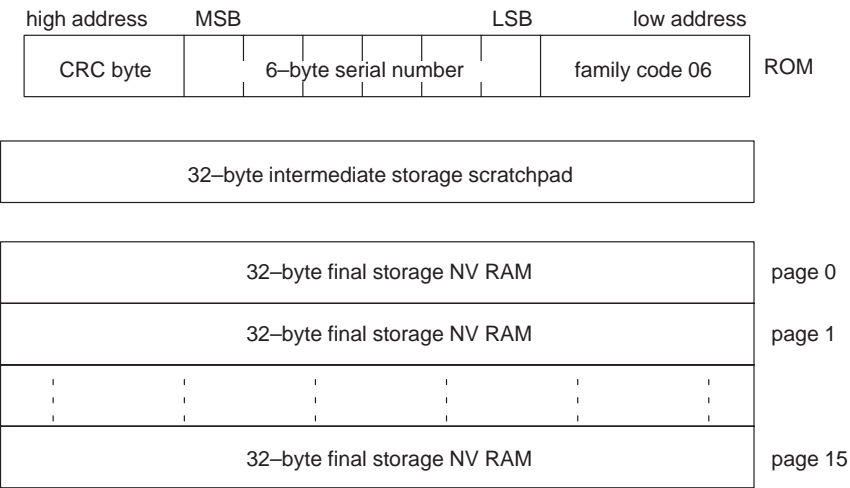 high address MSB LSB low address
CRC byte 6–byte serial number family code 06 ROM
32–byte intermediate storage scratchpad
32–byte final storage NV RAM page 0
32–byte final storage NV RAM page 1
32–byte final storage NV RAM page 15